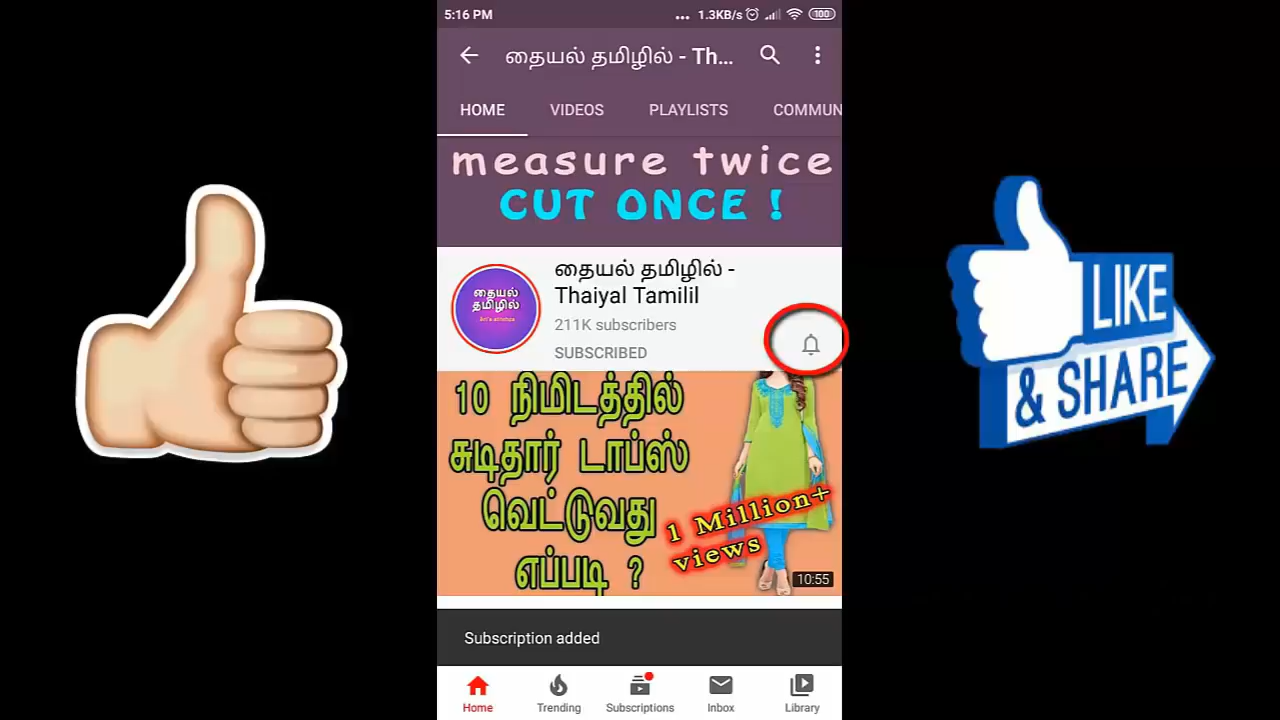 5:16 PM
... 1.3KB/s
100
தையல் தமிழில் - Th...
HOME VIDEOS PLAYLISTS COMMUN
measure twice
CUT ONCE !
தையல்
தமிழில்
தையல் தமிழில் -
Thaiyal Tamilil
211K subscribers
SUBSCRIBED
10 நிமிடத்தில்
சுடிதார் டாப்ஸ்
வெட்டுவது
எப்படி ?
1 Million+
views
10:55
Subscription added
Home Trending Subscriptions Inbox Library
LIKE
& SHARE